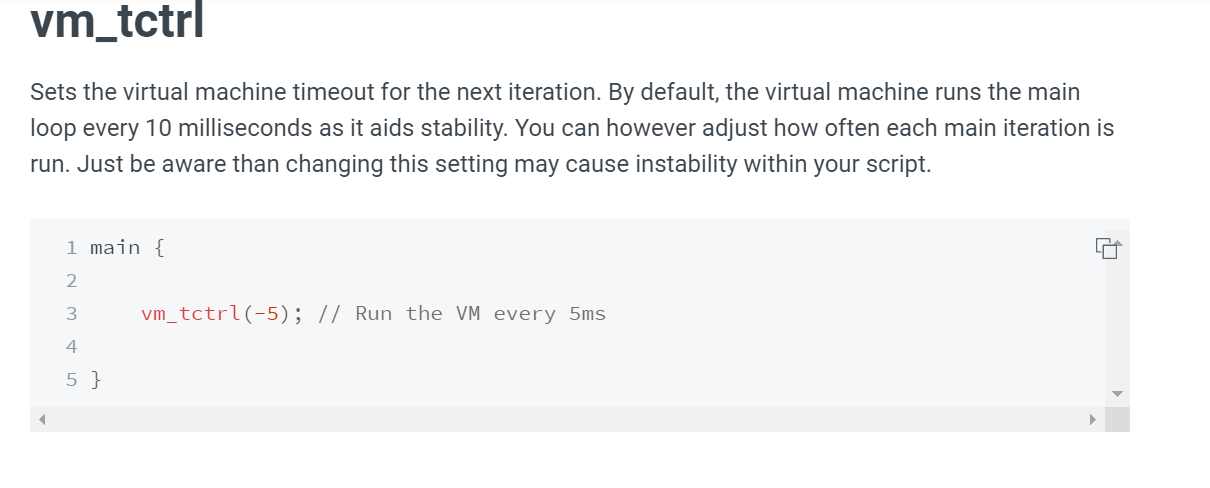 vm_tctrl
Sets the virtual machine timeout for the next iteration. By default, the virtual machine runs the main
loop every 10 milliseconds as it aids stability. You can however adjust how often each main iteration is
run. Just be aware than changing this setting may cause instability within your script.
1 main {
2
3     vm_tctrl(-5); // Run the VM every 5ms
4
5 }